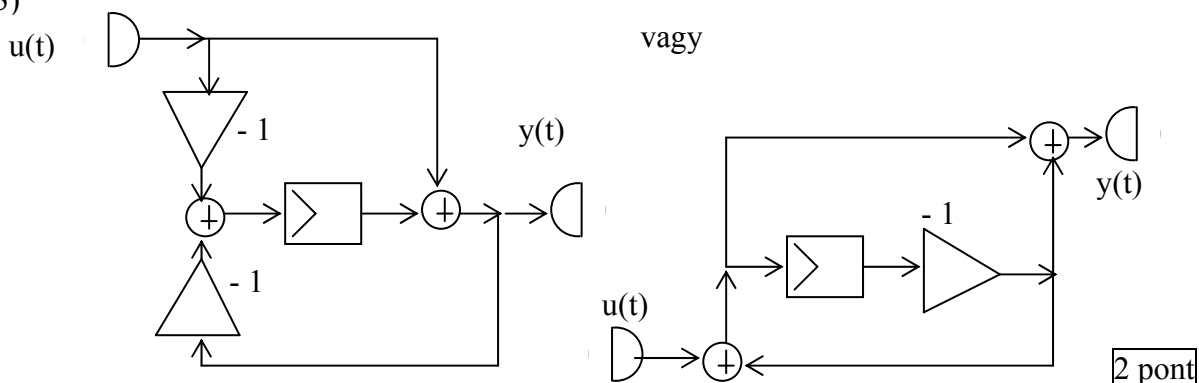 u(t)
- 1
- 1
y(t)
vagy
y(t)
- 1
u(t)
2 pont